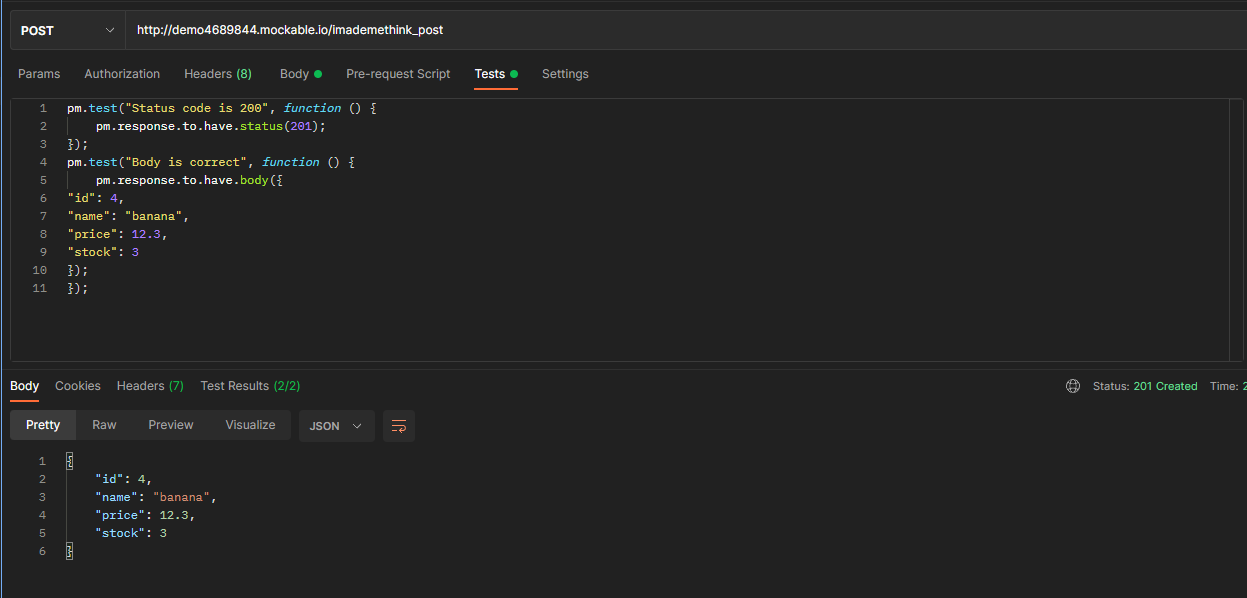 POST http://demo4689844.mockable.io/imademethink_post
Params Authorization Headers (8) Body Pre-request Script Tests Settings
1 pm.test("Status code is 200", function () {
2 pm.response.to.have.status(201);
3 });
4 pm.test("Body is correct", function () {
5 pm.response.to.have.body({
6 "id": 4,
7 "name": "banana",
8 "price": 12.3,
9 "stock": 3
10 });
11 });
Body Cookies Headers (7) Test Results (2/2) Status: 201 Created Time: 2
Pretty Raw Preview Visualize JSON
1 {
2 "id": 4,
3 "name": "banana",
4 "price": 12.3,
5 "stock": 3
6 }